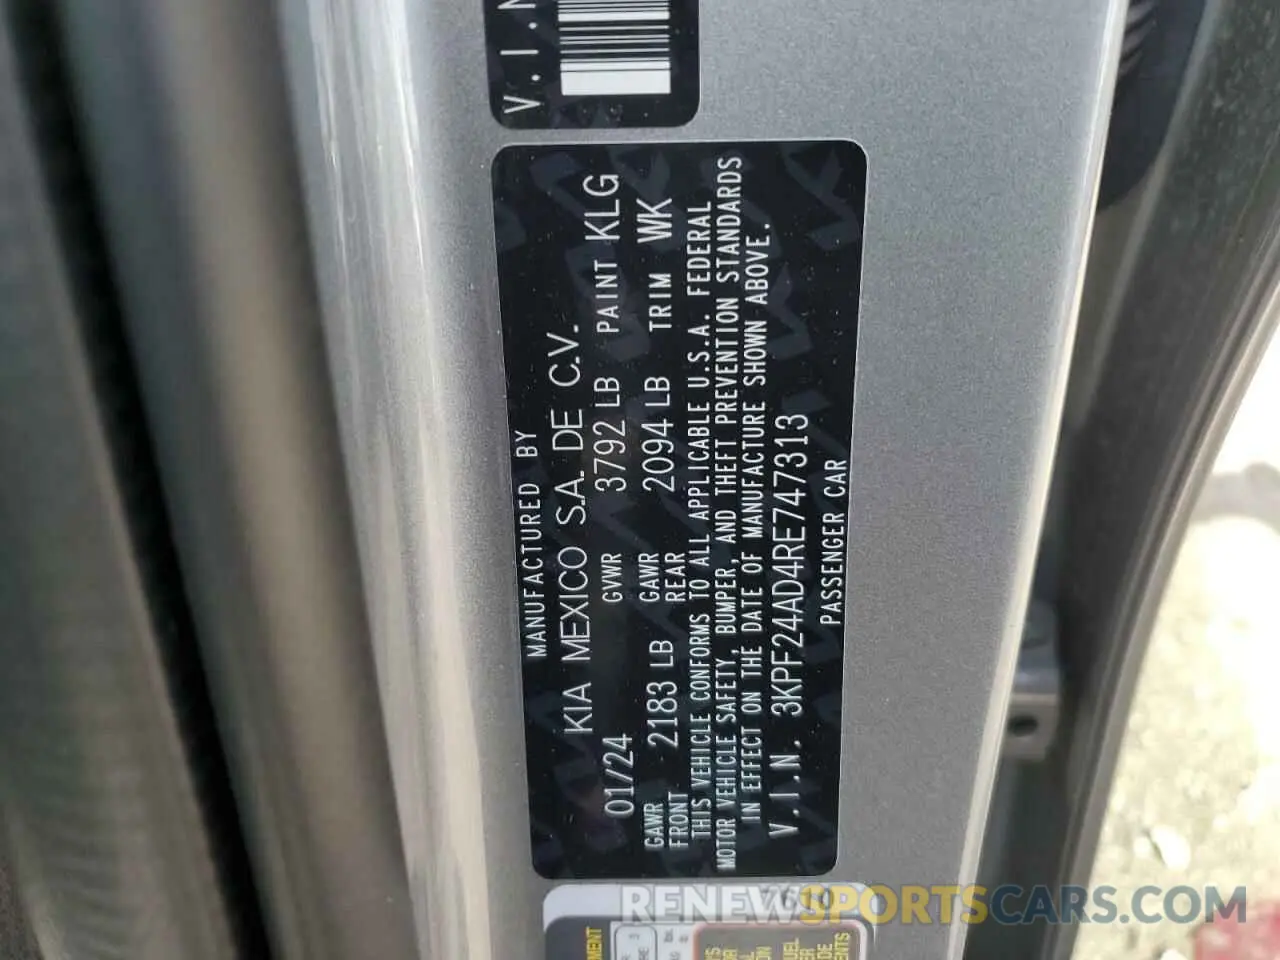 V.I.N
MANUFACTURED BY
KIA MEXICO S.A. DE C.V.
01/24 GVWR 3792 LB PAINT KLG
GAWR FRONT 2183 LB GAWR REAR 2094 LB TRIM WK
THIS VEHICLE CONFORMS TO ALL APPLICABLE U.S.A. FEDERAL
MOTOR VEHICLE SAFETY, BUMPER, AND THEFT PREVENTION STANDARDS
IN EFFECT ON THE DATE OF MANUFACTURE SHOWN ABOVE.
V.I.N. 3KPF24AD4RE747313
PASSENGER CAR
7610
RENEWSPORTSCARS.COM